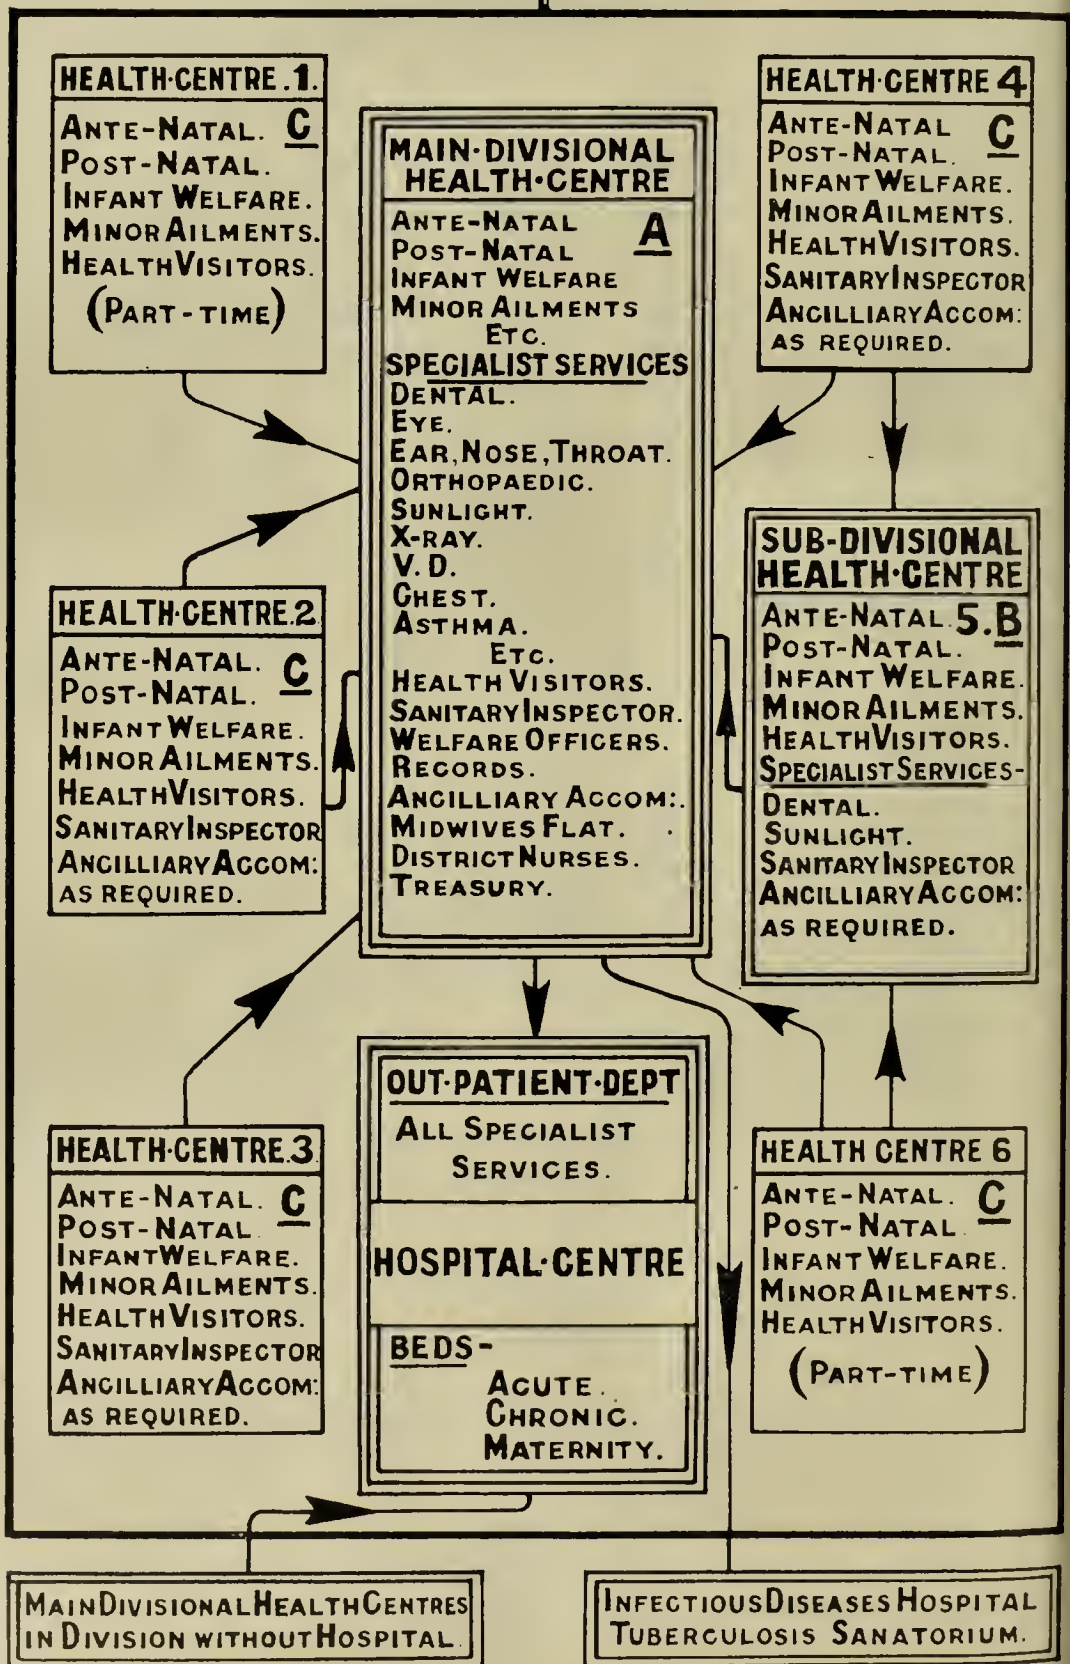 HEALTH·CENTRE.1.
ANTE-NATAL. C
POST-NATAL.
INFANT WELFARE.
MINOR AILMENTS.
HEALTH VISITORS.
(PART-TIME)
HEALTH·CENTRE.2
ANTE-NATAL. C
POST-NATAL.
INFANT WELFARE.
MINOR AILMENTS.
HEALTH VISITORS.
SANITARY INSPECTOR
ANCILLIARY ACCOM:
AS REQUIRED.
HEALTH·CENTRE.3
ANTE-NATAL. C
POST-NATAL
INFANT WELFARE.
MINOR AILMENTS.
HEALTH VISITORS.
SANITARY INSPECTOR
ANCILLIARY ACCOM:
AS REQUIRED.
MAIN·DIVISIONAL
HEALTH·CENTRE
ANTE-NATAL A
POST-NATAL
INFANT WELFARE
MINOR AILMENTS
ETC.
SPECIALIST SERVICES
DENTAL.
EYE.
EAR, NOSE, THROAT.
ORTHOPAEDIC.
SUNLIGHT.
X-RAY.
V.D.
CHEST.
ASTHMA.
ETC.
HEALTH VISITORS.
SANITARY INSPECTOR.
WELFARE OFFICERS.
RECORDS.
ANCILLIARY ACCOM:.
MIDWIVES FLAT.
DISTRICT NURSES.
TREASURY.
OUT·PATIENT·DEPT
ALL SPECIALIST
SERVICES.
HOSPITAL·CENTRE
BEDS-
ACUTE.
CHRONIC.
MATERNITY.
HEALTH·CENTRE 4
ANTE-NATAL C
POST-NATAL.
INFANT WELFARE.
MINOR AILMENTS.
HEALTH VISITORS.
SANITARY INSPECTOR
ANCILLIARY ACCOM:
AS REQUIRED.
SUB-DIVISIONAL
HEALTH·CENTRE
ANTE-NATAL. 5.B
POST-NATAL.
INFANT WELFARE.
MINOR AILMENTS.
HEALTH VISITORS.
SPECIALIST SERVICES-
DENTAL.
SUNLIGHT.
SANITARY INSPECTOR
ANCILLIARY ACCOM:
AS REQUIRED.
HEALTH CENTRE 6
ANTE-NATAL. C
POST-NATAL
INFANT WELFARE.
MINOR AILMENTS.
HEALTH VISITORS.
(PART-TIME)
MAIN DIVISIONAL HEALTH CENTRES
IN DIVISION WITHOUT HOSPITAL.
INFECTIOUS DISEASES HOSPITAL
TUBERCULOSIS SANATORIUM.